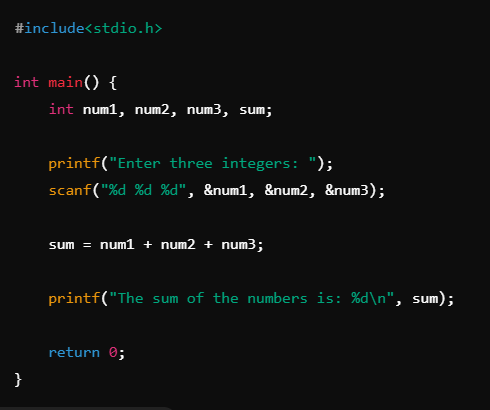 #include<stdio.h>
int main() {
    int num1, num2, num3, sum;
    printf("Enter three integers: ");
    scanf("%d %d %d", &num1, &num2, &num3);
    sum = num1 + num2 + num3;
    printf("The sum of the numbers is: %d\n", sum);
    return 0;
}